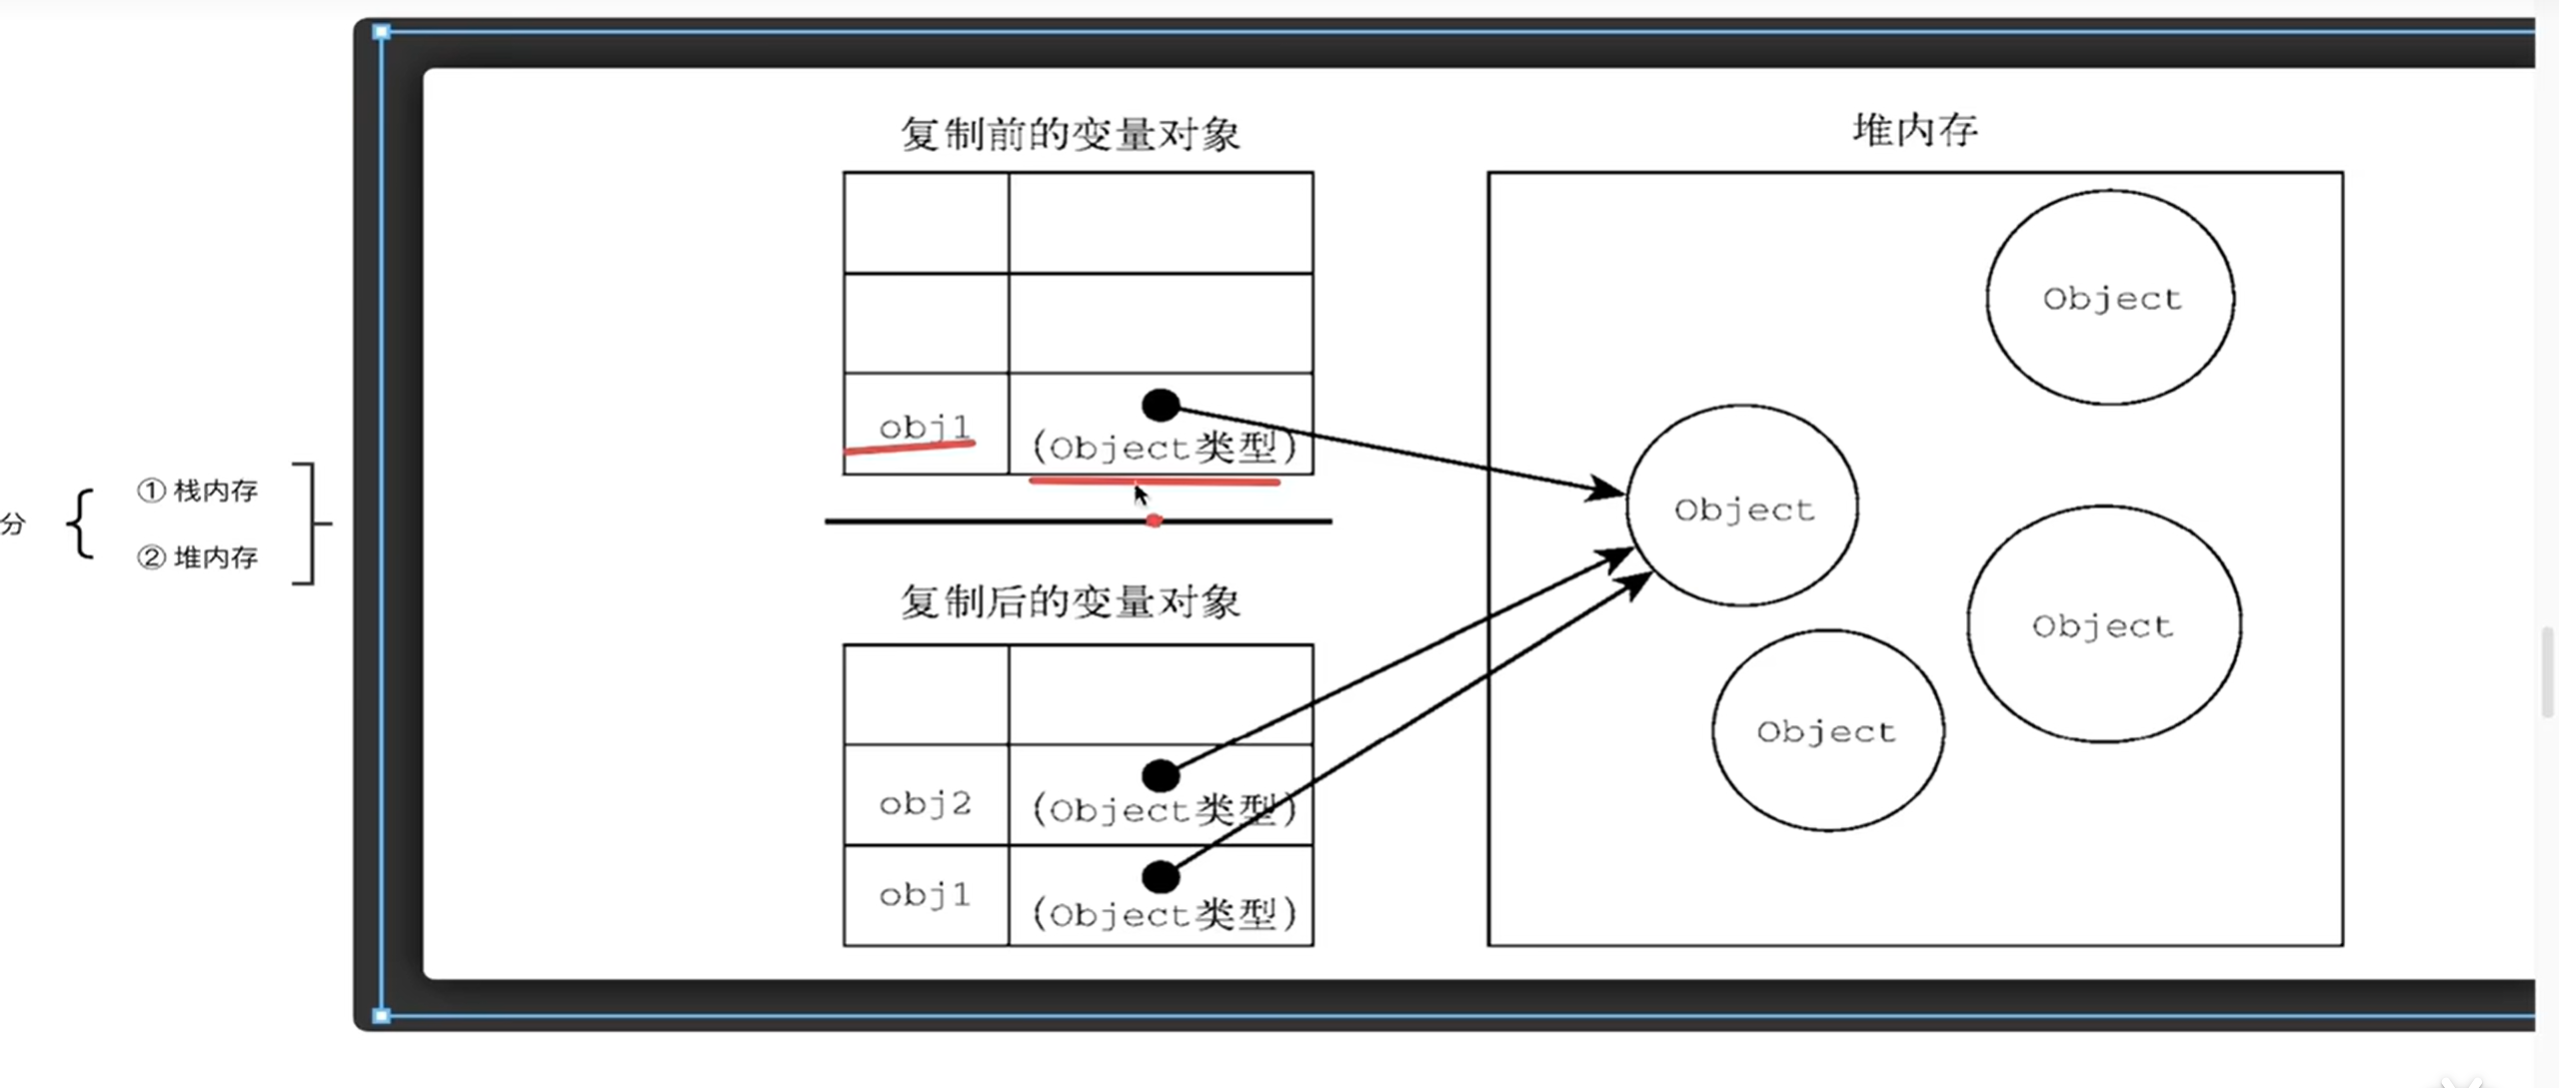 分
① 栈内存
② 堆内存
复制前的变量对象
obj1
(Object类型)
复制后的变量对象
obj2
(Object类型)
obj1
(Object类型)
堆内存
Object
Object
Object
Object